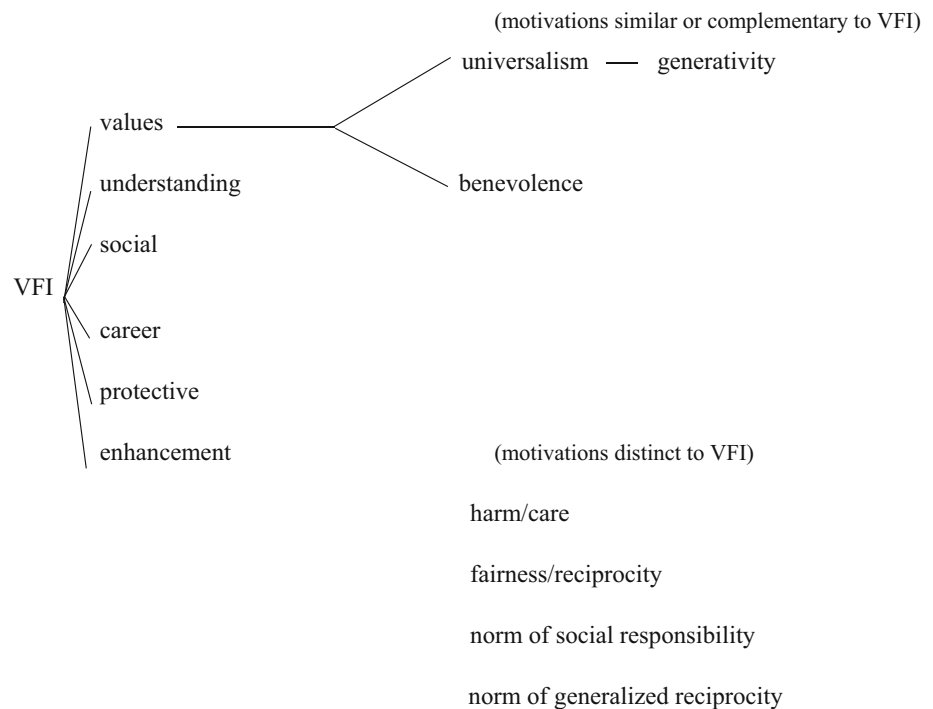 (motivations similar or complementary to VFI)
universalism — generativity
values
understanding
benevolence
social
VFI
career
protective
enhancement
(motivations distinct to VFI)
harm/care
fairness/reciprocity
norm of social responsibility
norm of generalized reciprocity